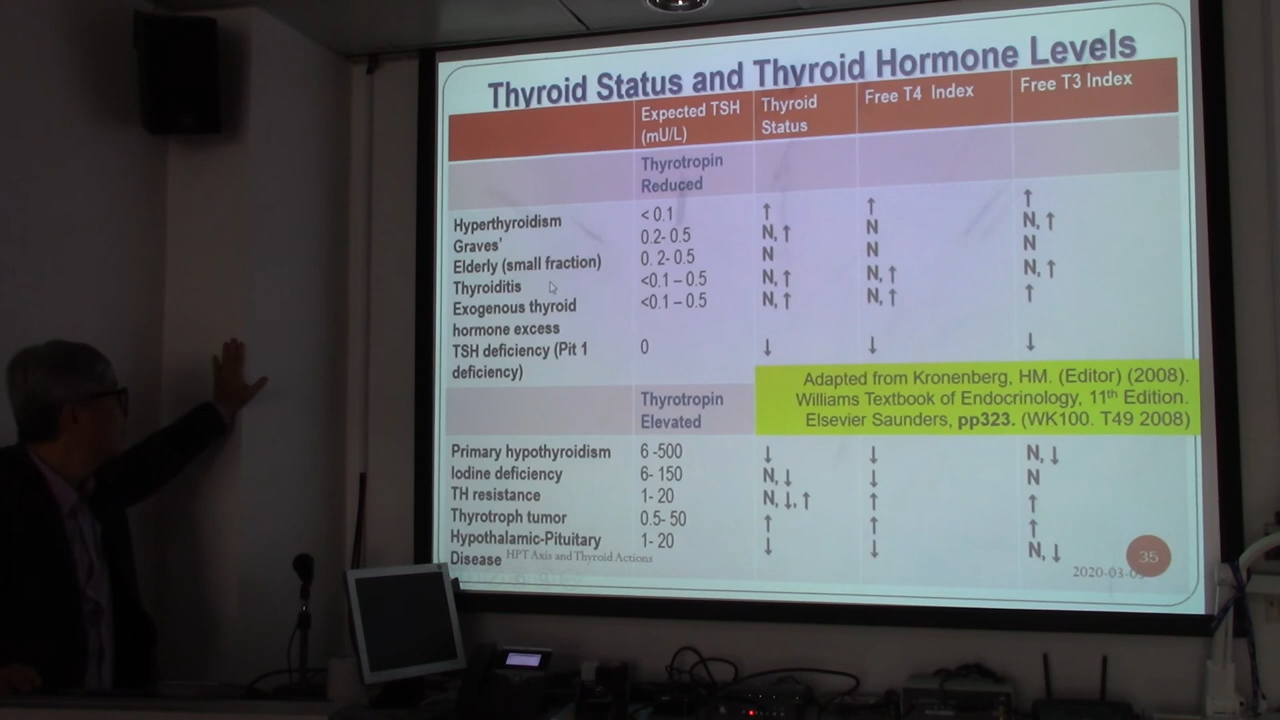 Thyroid Status and Thyroid Hormone Levels
Expected TSH (mU/L) Thyroid Status Free T4 Index Free T3 Index
Thyrotropin Reduced
Hyperthyroidism < 0.1 ↑ ↑ ↑
Graves' 0.2- 0.5 N, ↑ N N, ↑
Elderly (small fraction) 0. 2- 0.5 N N N
Thyroiditis <0.1 – 0.5 N, ↑ N, ↑ N, ↑
Exogenous thyroid hormone excess <0.1 – 0.5 N, ↑ N, ↑ ↑
TSH deficiency (Pit 1 deficiency) 0 ↓ ↓ ↓
Adapted from Kronenberg, HM. (Editor) (2008).
Williams Textbook of Endocrinology, 11th Edition.
Elsevier Saunders, pp323. (WK100. T49 2008)
Thyrotropin Elevated
Primary hypothyroidism 6 -500 ↓ ↓ N, ↓
Iodine deficiency 6- 150 N, ↓ ↓ N
TH resistance 1- 20 N, ↓, ↑ ↑ ↑
Thyrotroph tumor 0.5- 50 ↑ ↑ ↑
Hypothalamic-Pituitary Disease 1- 20 ↓ ↓ N, ↓
HPT Axis and Thyroid Actions
35
2020-03-0